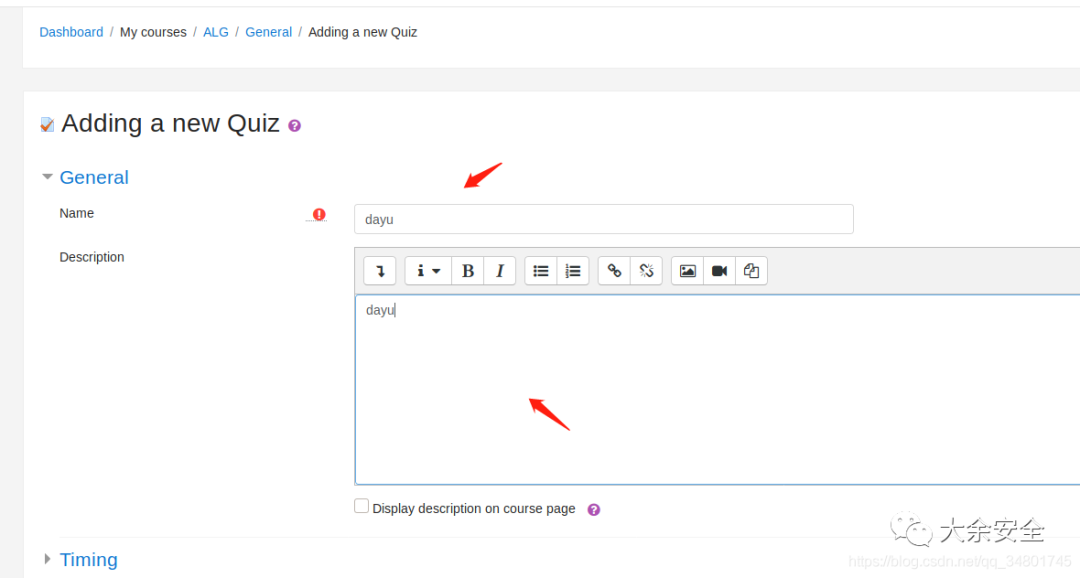 Dashboard / My courses / ALG / General / Adding a new Quiz
Adding a new Quiz
General
Name
dayu
Description
B I
dayu
Display description on course page
大余安全
Timing
https://blog.csdn.net/qq_34801745